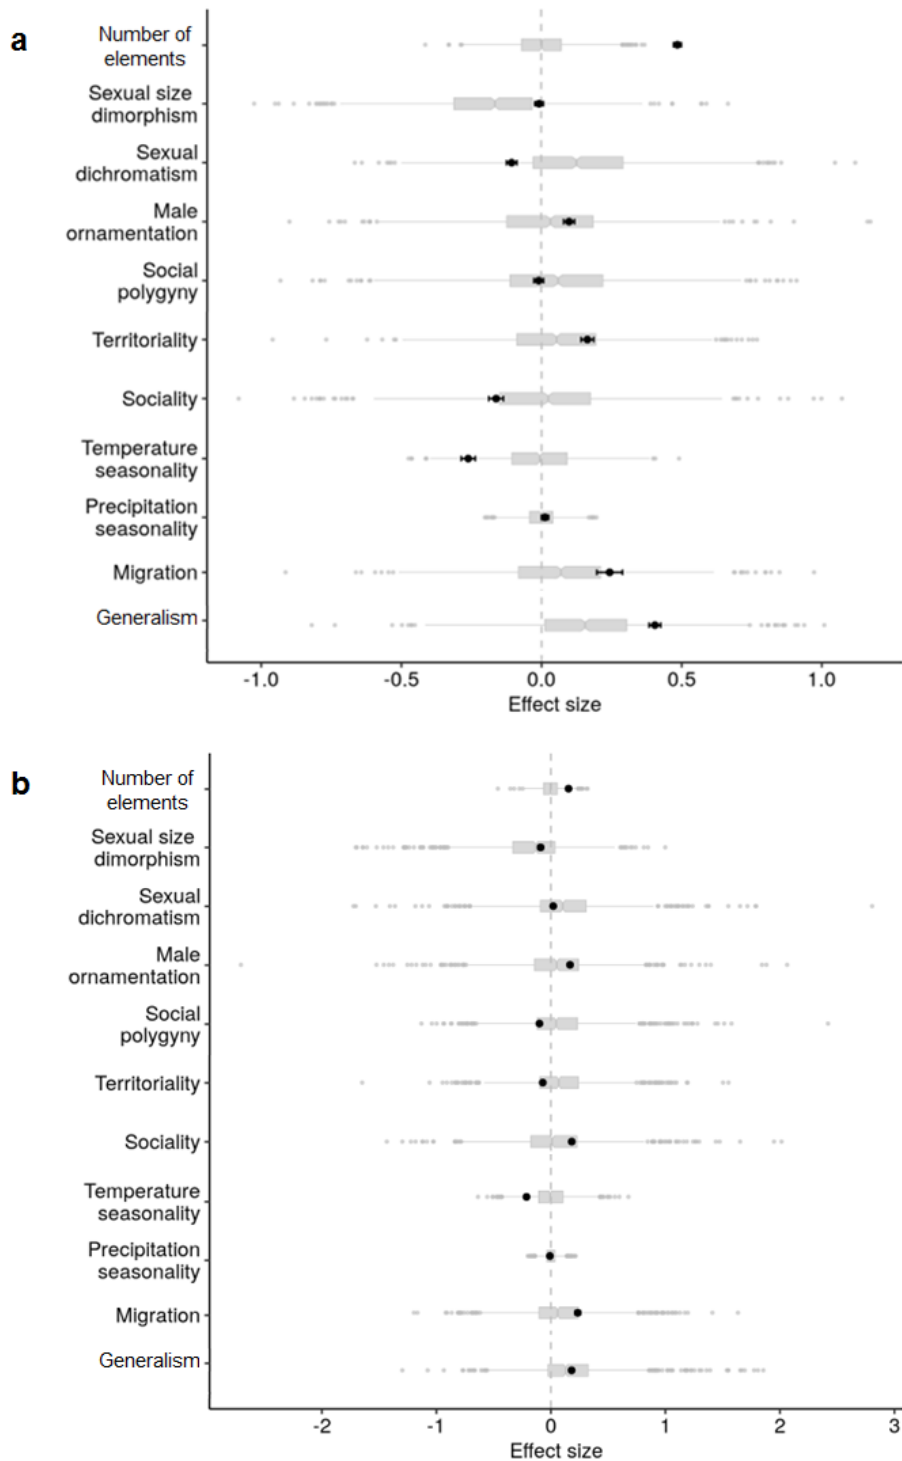 a
Number of
elements
Sexual size
dimorphism
Sexual
dichromatism
Male
ornamentation
Social
polygyny
Territoriality
Sociality
Temperature
seasonality
Precipitation
seasonality
Migration
Generalism
-1.0 -0.5 0.0 0.5 1.0
Effect size
b
Number of
elements
Sexual size
dimorphism
Sexual
dichromatism
Male
ornamentation
Social
polygyny
Territoriality
Sociality
Temperature
seasonality
Precipitation
seasonality
Migration
Generalism
-2 -1 0 1 2 3
Effect size